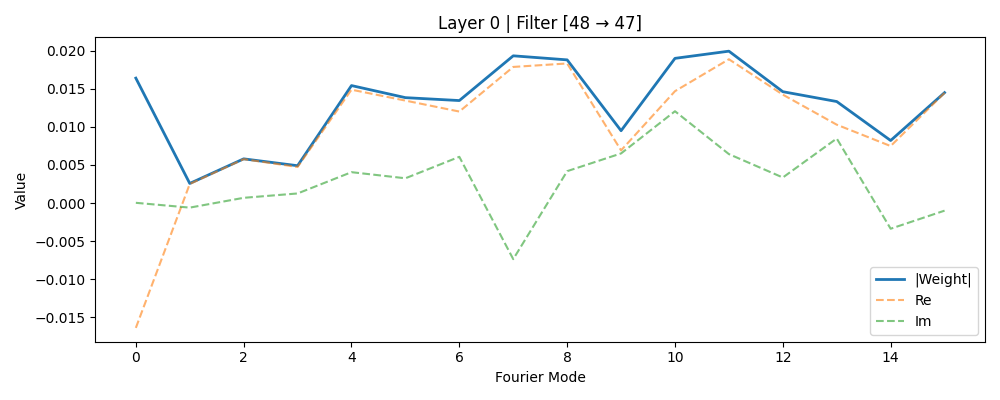 Layer 0 | Filter [48 → 47]
0.020
0.015
0.010
0.005
0.000
−0.005
−0.010
−0.015
Value
0 2 4 6 8 10 12 14
Fourier Mode
|Weight|
Re
Im